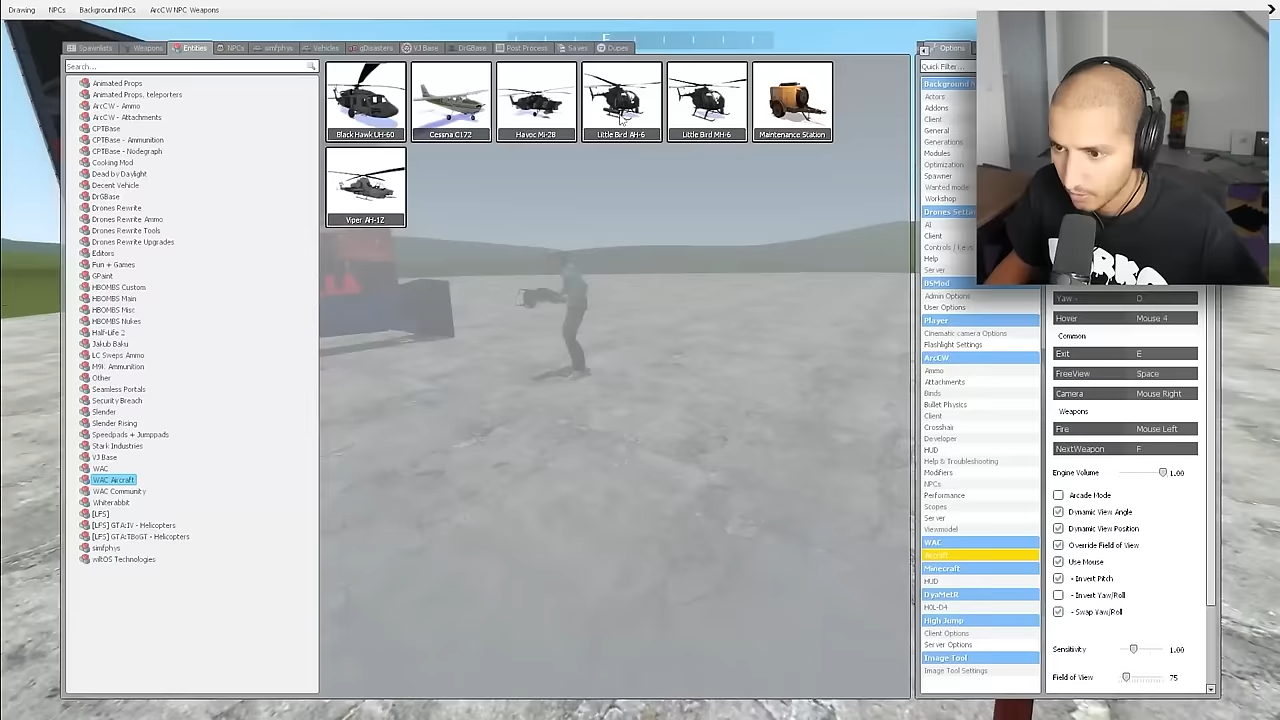 Drawing NPCs Background NPCs ArcCW NPC Weapons
Spawnlists Weapons Entities NPCs simfphys Vehicles gDisasters VJ Base DrGBase Post Process Saves Dupes
Search...
Animated Props
Animated Props, teleporters
ArcCW - Ammo
ArcCW - Attachments
CPTBase
CPTBase - Ammunition
CPTBase - Nodegraph
Cooking Mod
Dead by Daylight
Decent Vehicle
DrGBase
Drones Rewrite
Drones Rewrite Ammo
Drones Rewrite Tools
Drones Rewrite Upgrades
Editors
Fun + Games
GPaint
HBOMBS Custom
HBOMBS Main
HBOMBS Misc
HBOMBS Nukes
Half-Life 2
Jakub Baku
LC Sweps Ammo
M9K Ammunition
Other
Seamless Portals
Security Breach
Slender
Slender Rising
Speedpads + Jumppads
Stark Industries
VJ Base
WAC
WAC Aircraft
WAC Community
Whiterabbit
[LFS]
[LFS] GTA:IV - Helicopters
[LFS] GTA:TBoGT - Helicopters
simfphys
wiltOS Technologies
Black Hawk UH-60
Cessna C172
Havoc Mi-28
Little Bird AH-6
Little Bird MH-6
Maintenance Station
Viper AH-1Z
E
Options
Quick Filter...
Background N
Actors
Addons
Client
General
Generations
Modules
Optimization
Spawner
Wanted mode
Workshop
Drones Setti
AI
Client
Controls / Keys
Help
Server
BSMod
Admin Options
User Options
Player
Cinematic camera Options
Flashlight Settings
ArcCW
Ammo
Attachments
Binds
Bullet Physics
Client
Crosshair
Developer
HUD
Help & Troubleshooting
Modifiers
NPCs
Performance
Scopes
Server
Viewmodel
WAC
Aircraft
Minecraft
HUD
DyaMetR
H0L-D4
High Jump
Client Options
Server Options
Image Tool
Image Tool Settings
Yaw - D
Hover Mouse 4
Common
Exit E
FreeView Space
Camera Mouse Right
Weapons
Fire Mouse Left
NextWeapon F
Engine Volume 1.00
Arcade Mode
Dynamic View Angle
Dynamic View Position
Override Field of View
Use Mouse
- Invert Pitch
- Invert Yaw/Roll
- Swap Yaw/Roll
Sensitivity 1.00
Field of View 75